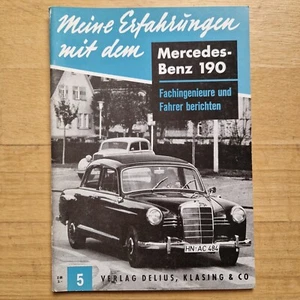 Meine Erfahrungen
mit dem
Mercedes-
Benz 190
Fachingenieure und
Fahrer berichten
HN-AC 484
5
VERLAG DELIUS, KLASING & CO